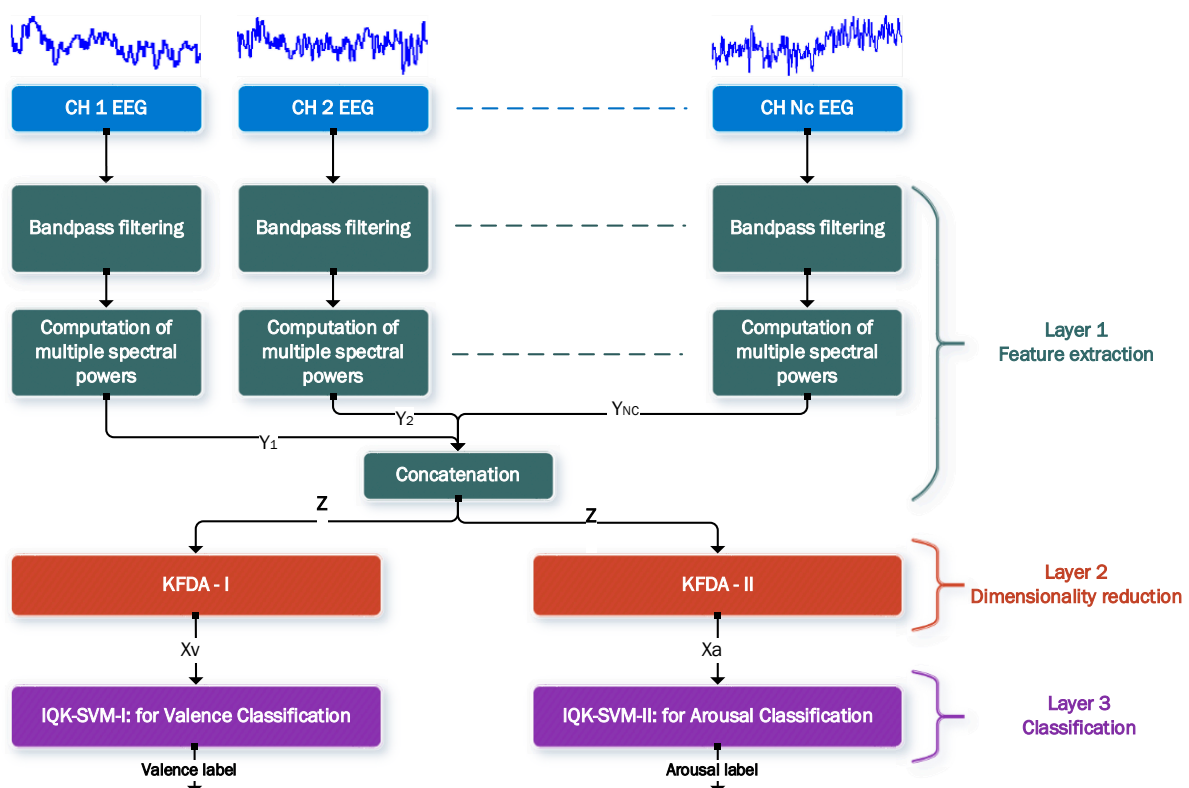 CH 1 EEG
CH 2 EEG
CH Nc EEG
Bandpass filtering
Bandpass filtering
Bandpass filtering
Computation of
multiple spectral
powers
Computation of
multiple spectral
powers
Computation of
multiple spectral
powers
Layer 1
Feature extraction
Y1
Y2
YNC
Concatenation
Z
Z
KFDA - I
KFDA - II
Layer 2
Dimensionality reduction
Xv
Xa
IQK-SVM-I: for Valence Classification
IQK-SVM-II: for Arousal Classification
Layer 3
Classification
Valence label
Arousal label